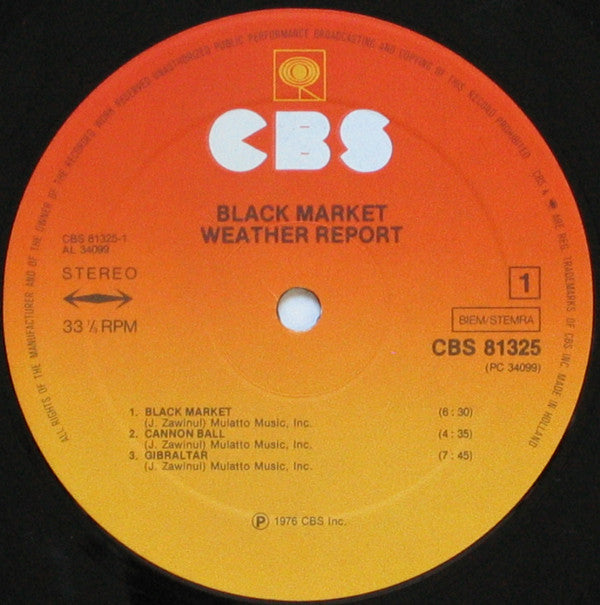 ALL RIGHTS OF THE MANUFACTURER AND OF THE OWNER OF THE RECORDED WORK RESERVED UNAUTHORIZED PUBLIC PERFORMANCE BROADCASTING AND COPYING OF THIS RECORD PROHIBITED. CBS & ARE REG. TRADEMARKS OF CBS INC. MADE IN HOLLAND
CBS
BLACK MARKET
WEATHER REPORT
CBS 81325-1
AL 34099
STEREO
33 ⅓ RPM
1
BIEM/STEMRA
CBS 81325
(PC 34099)
1. BLACK MARKET (6 : 30)
(J. Zawinul) Mulatto Music, Inc.
2. CANNON BALL (4 : 35)
(J. Zawinul) Mulatto Music, Inc.
3. GIBRALTAR (7 : 45)
(J. Zawinul) Mulatto Music, Inc.
Ⓟ 1976 CBS Inc.